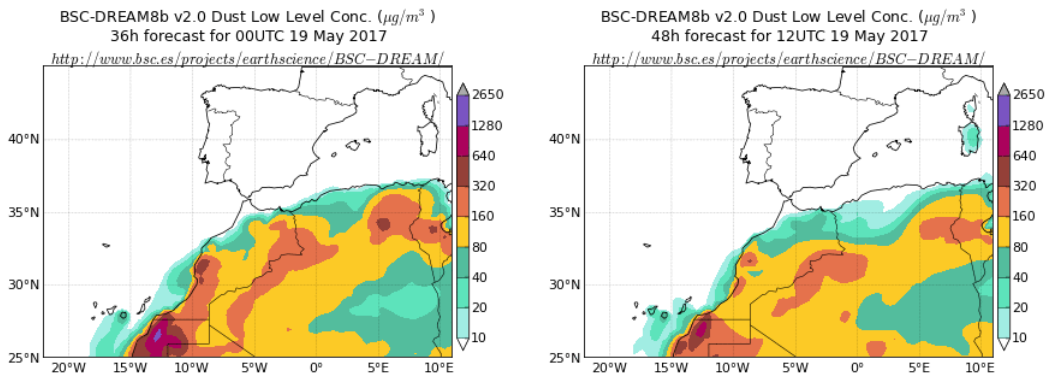 BSC-DREAM8b v2.0 Dust Low Level Conc. (μg/m³ )
36h forecast for 00UTC 19 May 2017
http://www.bsc.es/projects/earthscience/BSC-DREAM/
40°N
35°N
30°N
25°N
20°W
15°W
10°W
5°W
0°
5°E
10°E
2650
1280
640
320
160
80
40
20
10
BSC-DREAM8b v2.0 Dust Low Level Conc. (μg/m³ )
48h forecast for 12UTC 19 May 2017
http://www.bsc.es/projects/earthscience/BSC-DREAM/
40°N
35°N
30°N
25°N
20°W
15°W
10°W
5°W
0°
5°E
10°E
2650
1280
640
320
160
80
40
20
10